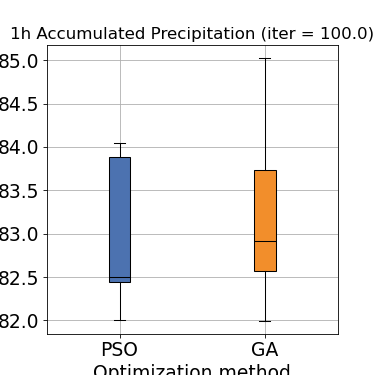 1h Accumulated Precipitation (iter = 100.0)
85.0
84.5
84.0
83.5
83.0
82.5
82.0
PSO GA
Optimization method